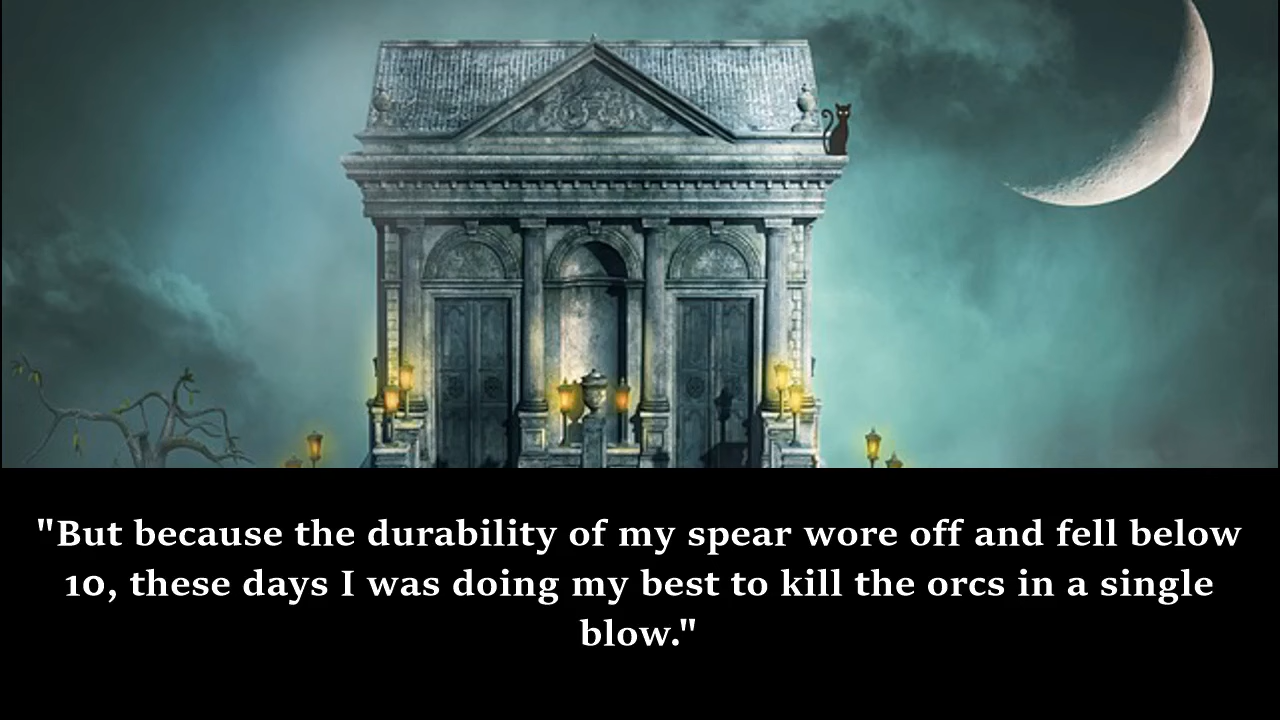 "But because the durability of my spear wore off and fell below
10, these days I was doing my best to kill the orcs in a single
blow."